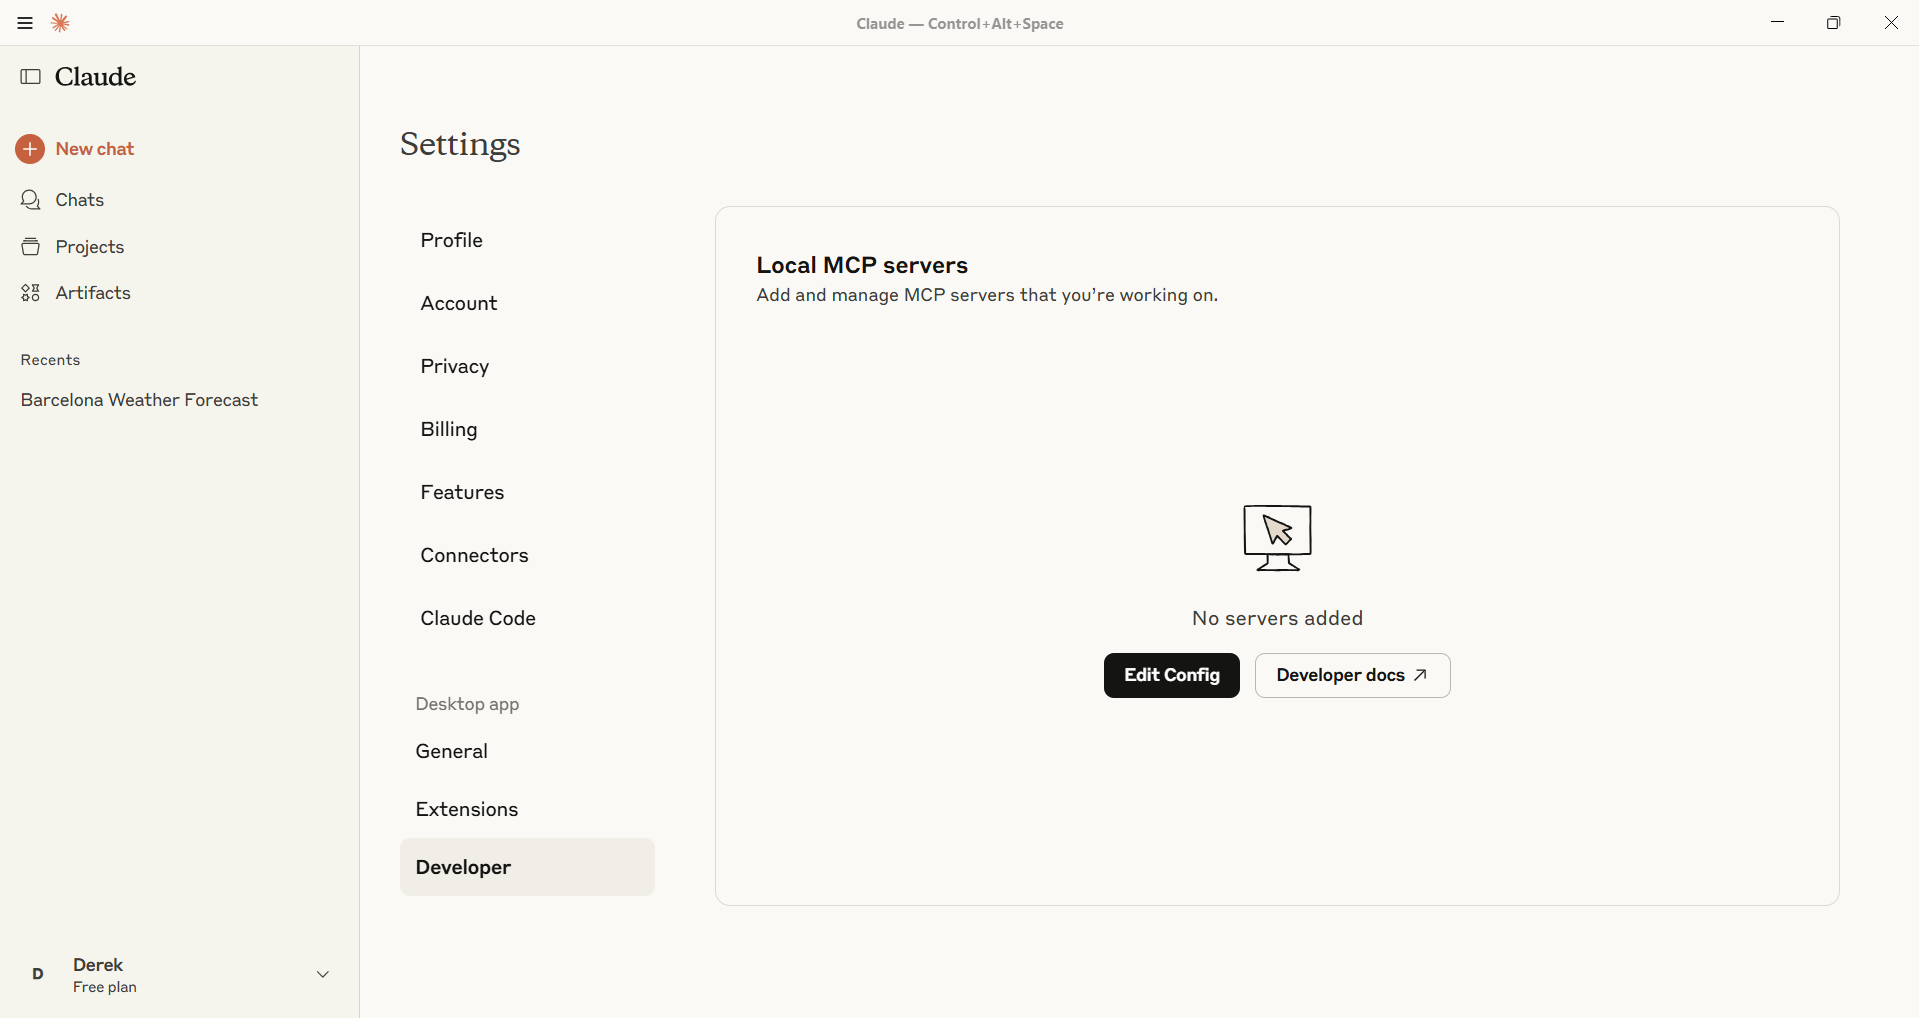 Claude — Control+Alt+Space
Claude
New chat
Chats
Projects
Artifacts
Recents
Barcelona Weather Forecast
Derek
D
Free plan
Settings
Profile
Account
Privacy
Billing
Features
Connectors
Claude Code
Desktop app
General
Extensions
Developer
Local MCP servers
Add and manage MCP servers that you’re working on.
No servers added
Edit Config
Developer docs